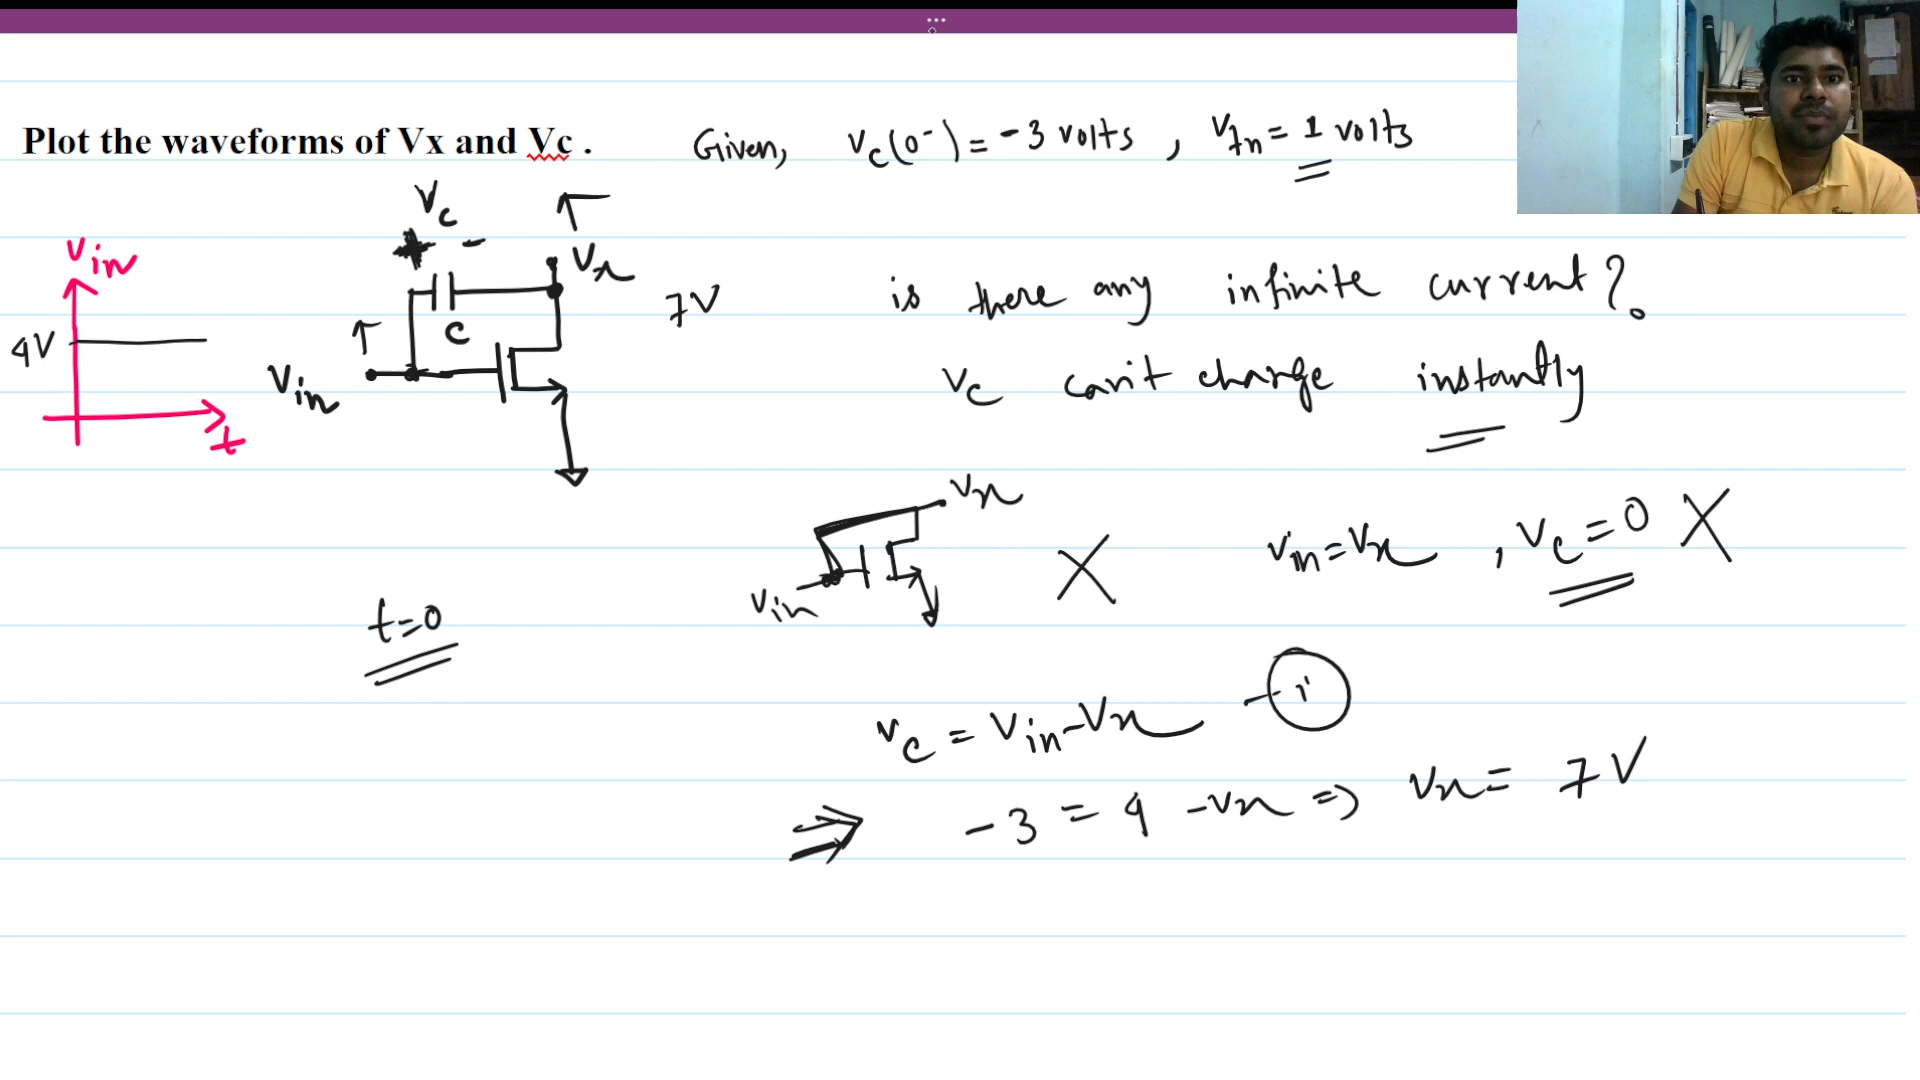 Plot the waveforms of Vx and Vc .
Given, Vc(0⁻) = -3 volts , Vtn = 1 volts
Vc
+ -
Vx
7V
Vin
4V
t
C
Vin
is there any infinite current?
Vc can't change instantly
Vx
Vin
X
Vin = Vx , Vc = 0 X
t=0
Vc = Vin - Vx - i
⇒ -3 = 4 - Vx ⇒ Vx = 7V